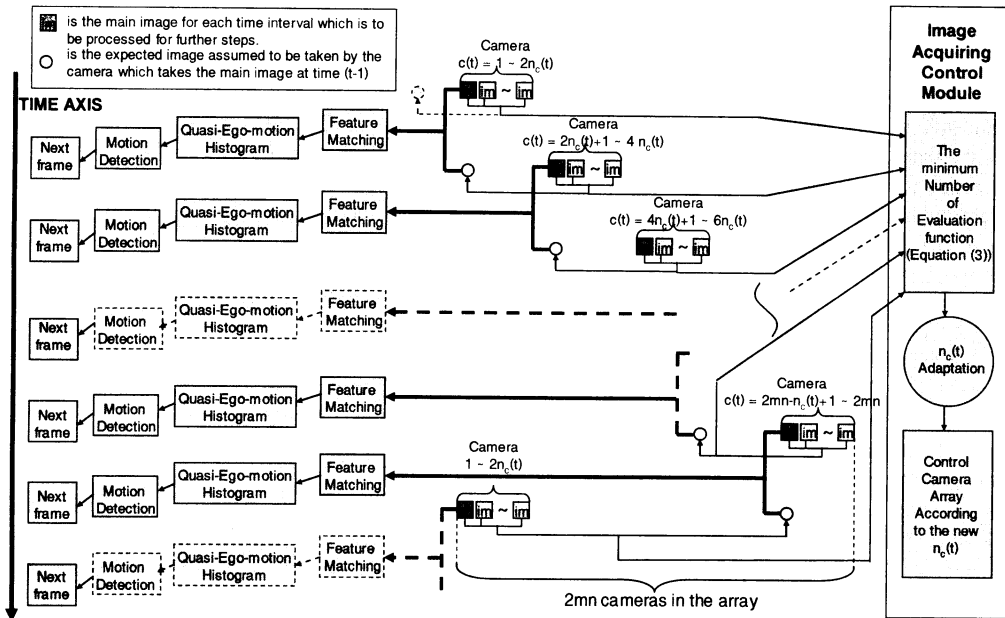 is the main image for each time interval which is to
be processed for further steps.
is the expected image assumed to be taken by the
camera which takes the main image at time (t-1)
TIME AXIS
Camera
c(t) = 1 ~ 2n_c(t)
im ~ im
Next
frame
Motion
Detection
Quasi-Ego-motion
Histogram
Feature
Matching
Camera
c(t) = 2n_c(t)+1 ~ 4 n_c(t)
im ~ im
Next
frame
Motion
Detection
Quasi-Ego-motion
Histogram
Feature
Matching
Camera
c(t) = 4n_c(t)+1 ~ 6n_c(t)
im ~ im
Next
frame
Motion
Detection
Quasi-Ego-motion
Histogram
Feature
Matching
Next
frame
Motion
Detection
Quasi-Ego-motion
Histogram
Feature
Matching
Camera
c(t) = 2mn-n_c(t)+1 ~ 2mn
im ~ im
Next
frame
Motion
Detection
Quasi-Ego-motion
Histogram
Feature
Matching
Camera
1 ~ 2n_c(t)
im ~ im
Next
frame
Motion
Detection
Quasi-Ego-motion
Histogram
Feature
Matching
2mn cameras in the array
Image
Acquiring
Control
Module
The
minimum
Number
of
Evaluation
function
(Equation (3))
n_c(t)
Adaptation
Control
Camera
Array
According
to the new
n_c(t)